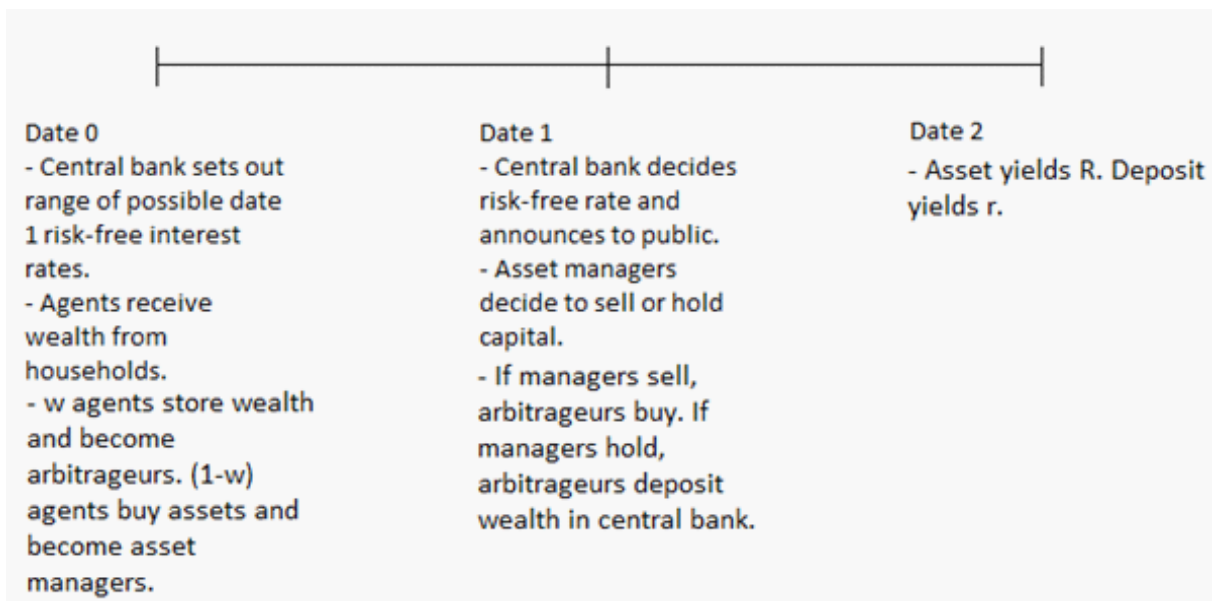 Date 0
- Central bank sets out
range of possible date
1 risk-free interest
rates.
- Agents receive
wealth from
households.
- w agents store wealth
and become
arbitrageurs. (1-w)
agents buy assets and
become asset
managers.
Date 1
- Central bank decides
risk-free rate and
announces to public.
- Asset managers
decide to sell or hold
capital.
- If managers sell,
arbitrageurs buy. If
managers hold,
arbitrageurs deposit
wealth in central bank.
Date 2
- Asset yields R. Deposit
yields r.